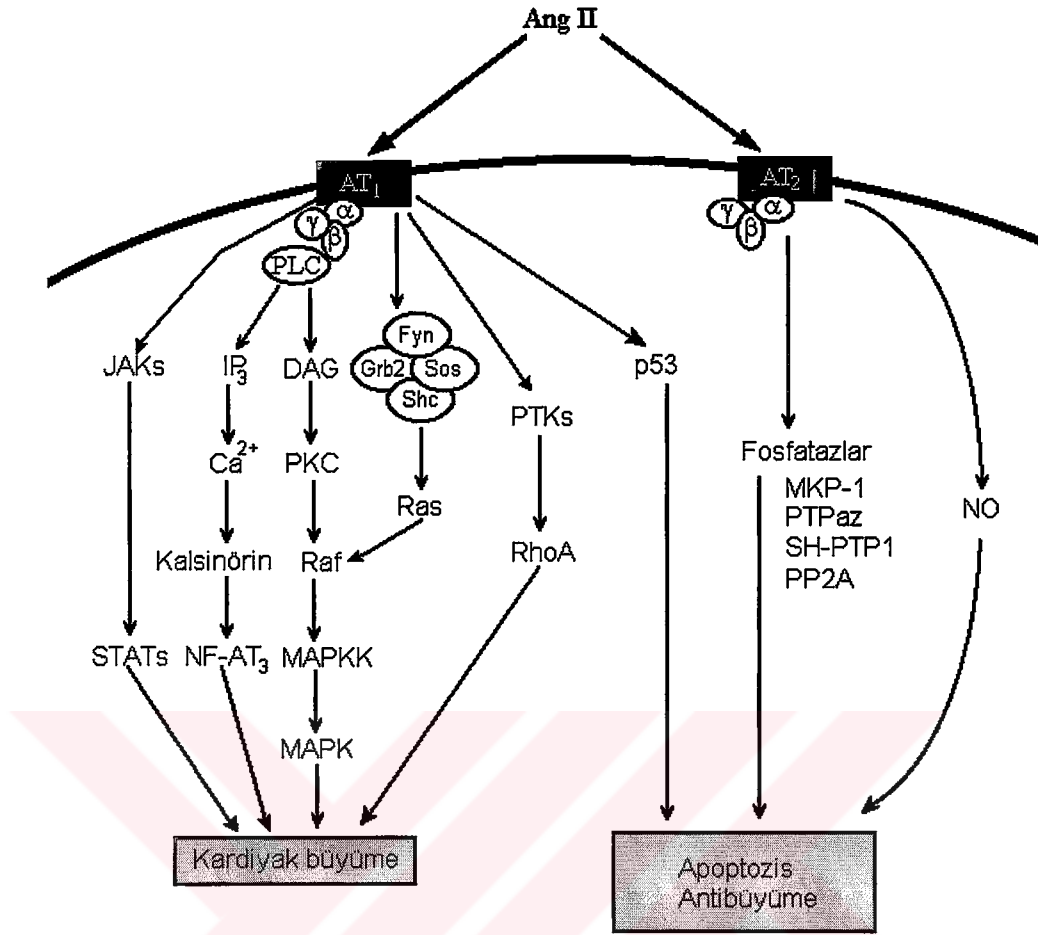 Ang II
AT1
AT2
γ α β
γ α β
PLC
Fyn
Grb2 Sos
Shc
JAKs IP3 DAG p53
PTKs
Ca2+ PKC
Fosfatazlar
MKP-1
PTPaz
SH-PTP1
PP2A
NO
Ras
Kalsinörin Raf RhoA
STATs NF-AT3 MAPKK
MAPK
Kardiyak büyüme
Apoptozis
Antibüyüme